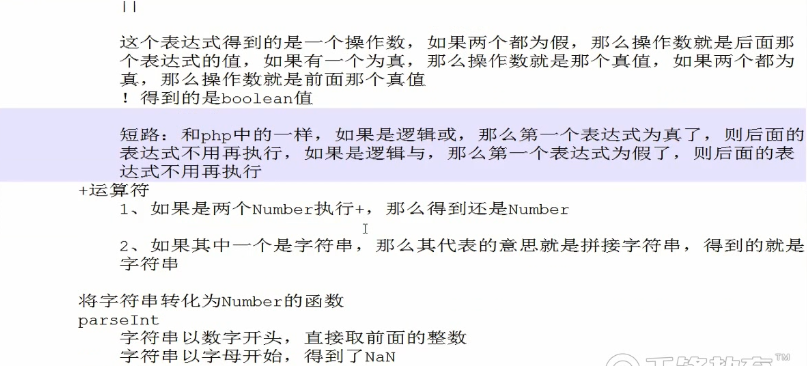 ||
这个表达式得到的是一个操作数，如果两个都为假，那么操作数就是后面那
个表达式的值，如果有一个为真，那么操作数就是那个真值，如果两个都为
真，那么操作数就是前面那个真值
！得到的是boolean值
短路：和php中的一样，如果是逻辑或，那么第一个表达式为真了，则后面的
表达式不用再执行，如果是逻辑与，那么第一个表达式为假了，则后面的表
达式不用再执行
+运算符
1、如果是两个Number执行+，那么得到还是Number
2、如果其中一个是字符串，那么其代表的意思就是拼接字符串，得到的就是
字符串
将字符串转化为Number的函数
parseInt
字符串以数字开头，直接取前面的整数
字符串以字母开始，得到了NaN